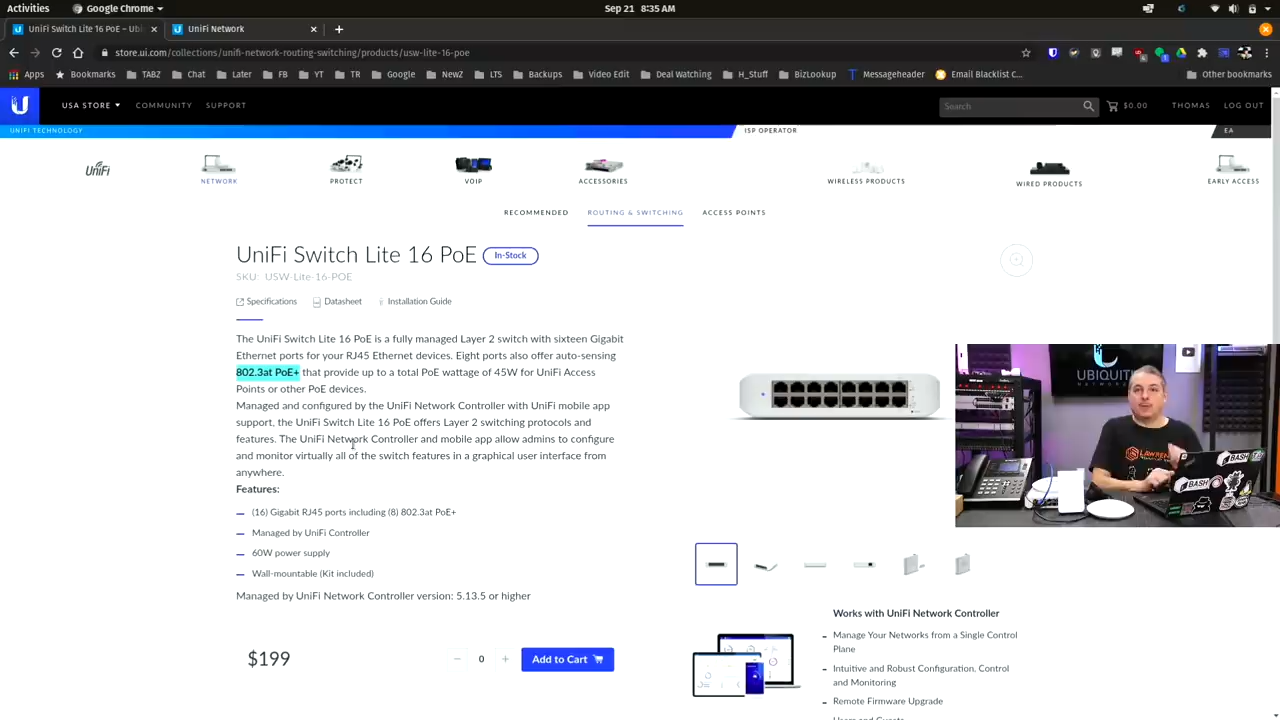 Activities
Google Chrome
Sep 21 8:35 AM
UniFi Switch Lite 16 PoE – U
UniFi Network
store.ui.com/collections/unifi-network-routing-switching/products/usw-lite-16-poe
Apps
Bookmarks
TABZ
Chat
Later
FB
YT
TR
Google
NewZ
LTS
Backups
Video Edit
Deal Watching
H_Stuff
BizLookup
Messageheader
Email Blacklist C...
Other bookmarks
USA STORE
COMMUNITY
SUPPORT
Search
$0.00
THOMAS
LOG OUT
UNIFI TECHNOLOGY
ISP OPERATOR
EA
UniFi
NETWORK
PROTECT
VOIP
ACCESSORIES
WIRELESS PRODUCTS
WIRED PRODUCTS
EARLY ACCESS
RECOMMENDED
ROUTING & SWITCHING
ACCESS POINTS
UniFi Switch Lite 16 PoE
In-Stock
SKU: USW-Lite-16-POE
Specifications
Datasheet
Installation Guide
The UniFi Switch Lite 16 PoE is a fully managed Layer 2 switch with sixteen Gigabit
Ethernet ports for your RJ45 Ethernet devices. Eight ports also offer auto-sensing
802.3at PoE+ that provide up to a total PoE wattage of 45W for UniFi Access
Points or other PoE devices.
Managed and configured by the UniFi Network Controller with UniFi mobile app
support, the UniFi Switch Lite 16 PoE offers Layer 2 switching protocols and
features. The UniFi Network Controller and mobile app allow admins to configure
and monitor virtually all of the switch features in a graphical user interface from
anywhere.
Features:
(16) Gigabit RJ45 ports including (8) 802.3at PoE+
Managed by UniFi Controller
60W power supply
Wall-mountable (Kit included)
Managed by UniFi Network Controller version: 5.13.5 or higher
$199
0
Add to Cart
UBIQUIT
LAWREN
BASH
BASH
Works with UniFi Network Controller
Manage Your Networks from a Single Control
Plane
Intuitive and Robust Configuration, Control
and Monitoring
Remote Firmware Upgrade